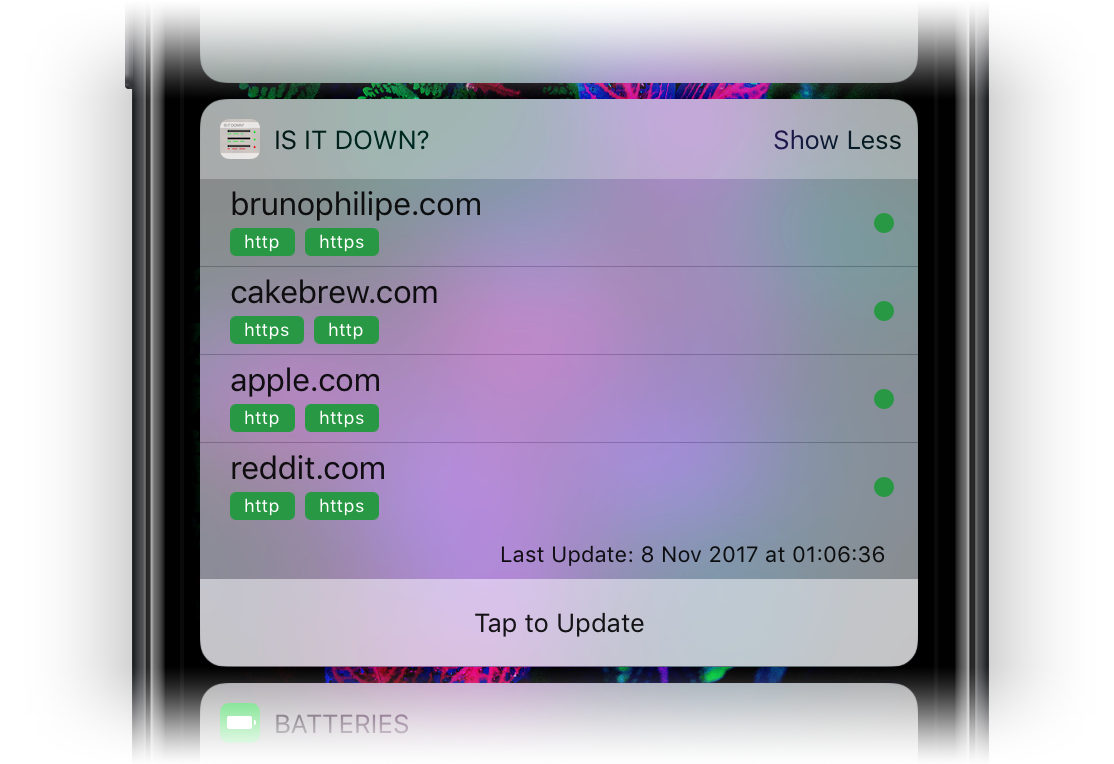 IS IT DOWN?
Show Less
brunophilipe.com
http https
cakebrew.com
https http
apple.com
http https
reddit.com
http https
Last Update: 8 Nov 2017 at 01:06:36
Tap to Update
BATTERIES